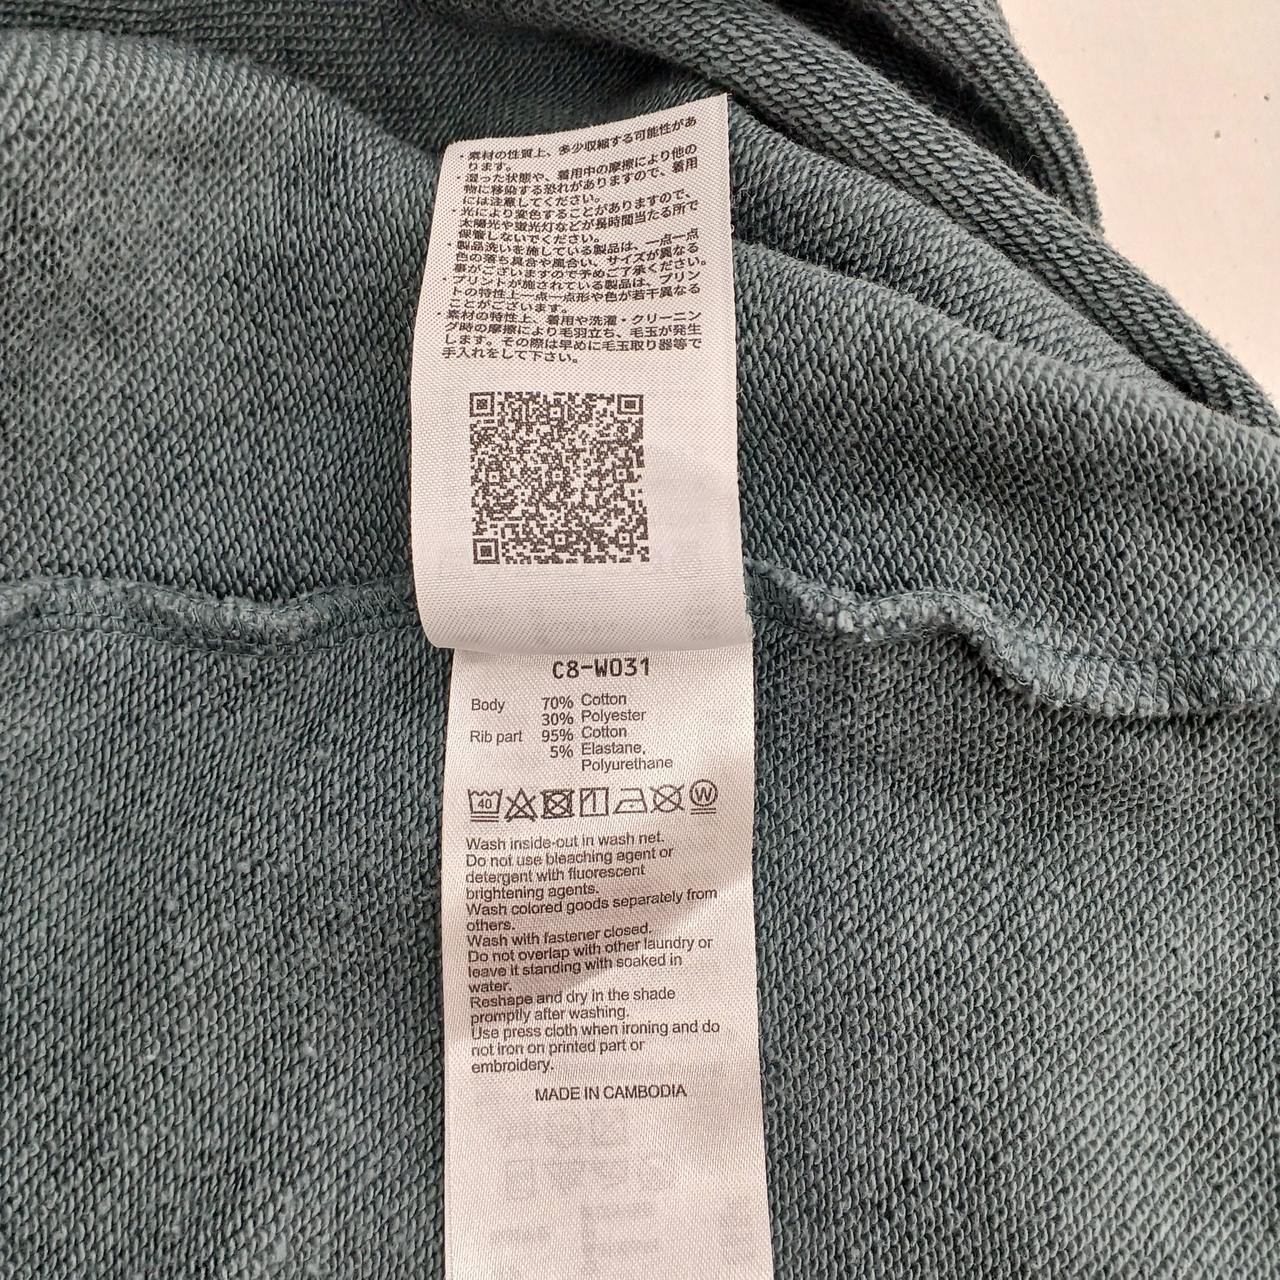 ・素材の性質上、多少収縮する可能性があ
ります。
・湿った状態や、着用中の摩擦により他の
物に移染する恐れがありますので、着用
には注意してください。
・光により変色することがありますので、
太陽光や蛍光灯などが長時間当たる所で
保管しないでください。
・製品洗いを施している製品は、一点一点
色の落ち具合や風合い、サイズが異なる
事がございますので予めご了承ください。
・プリントが施されている製品は、プリン
トの特性上一点一点形や色が若干異なる
ことがございます。
・素材の特性上、着用や洗濯・クリーニン
グ時の摩擦により毛羽立ち、毛玉が発生
します。その際は早めに毛玉取り器等で
手入れをして下さい。
C8-W031
Body 70% Cotton
30% Polyester
Rib part 95% Cotton
5% Elastane,
Polyurethane
40 W
Wash inside-out in wash net.
Do not use bleaching agent or
detergent with fluorescent
brightening agents.
Wash colored goods separately from
others.
Wash with fastener closed.
Do not overlap with other laundry or
leave it standing with soaked in
water.
Reshape and dry in the shade
promptly after washing.
Use press cloth when ironing and do
not iron on printed part or
embroidery.
MADE IN CAMBODIA